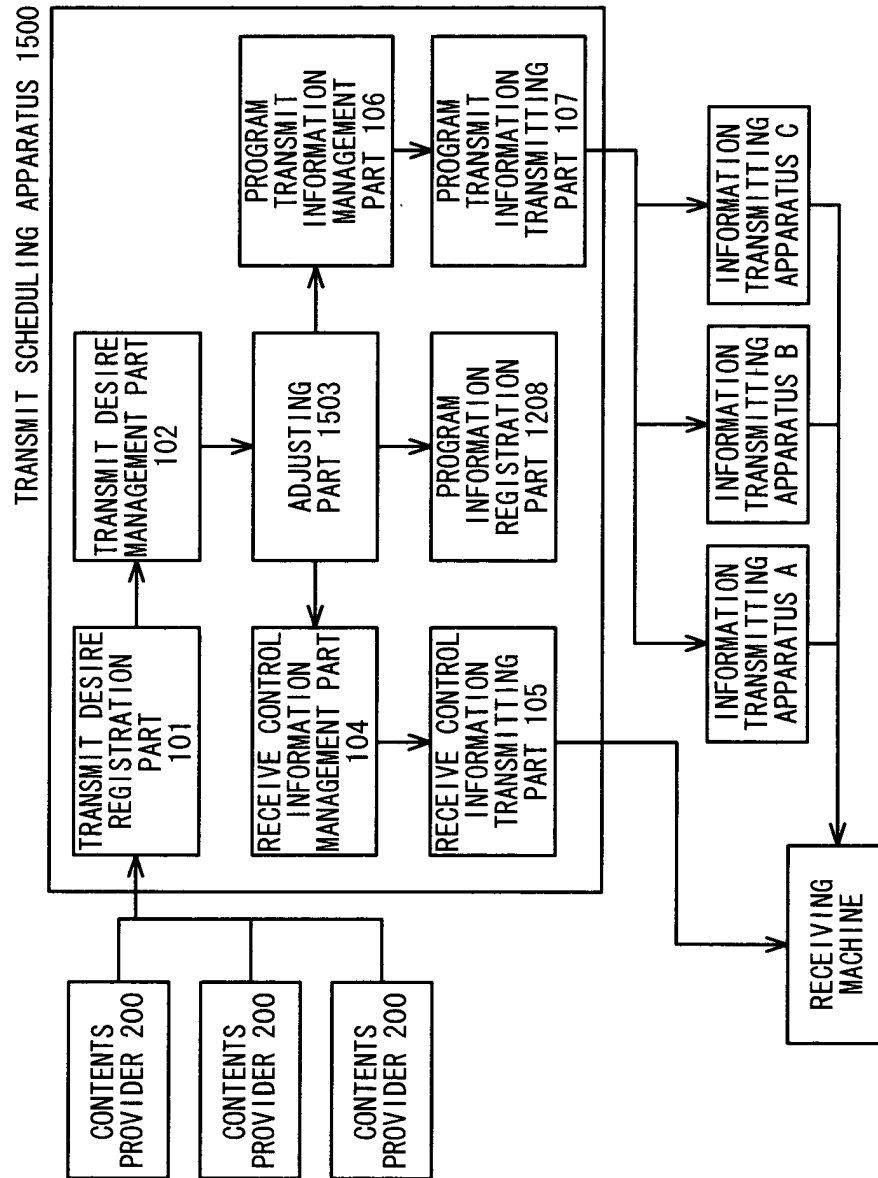 TRANSMIT SCHEDULING APPARATUS 1500
CONTENTS
PROVIDER 200
CONTENTS
PROVIDER 200
CONTENTS
PROVIDER 200
TRANSMIT DESIRE
REGISTRATION
PART
101
TRANSMIT DESIRE
MANAGEMENT PART
102
RECEIVE CONTROL
INFORMATION
MANAGEMENT PART
104
ADJUSTING
PART 1503
PROGRAM
TRANSMIT
INFORMATION
MANAGEMENT
PART 106
RECEIVE CONTROL
INFORMATION
TRANSMITTING
PART 105
PROGRAM
INFORMATION
REGISTRATION
PART 1208
PROGRAM
TRANSMIT
INFORMATION
TRANSMITTING
PART 107
INFORMATION
TRANSMITTING
APPARATUS A
INFORMATION
TRANSMITTING
APPARATUS B
INFORMATION
TRANSMITTING
APPARATUS C
RECEIVING
MACHINE